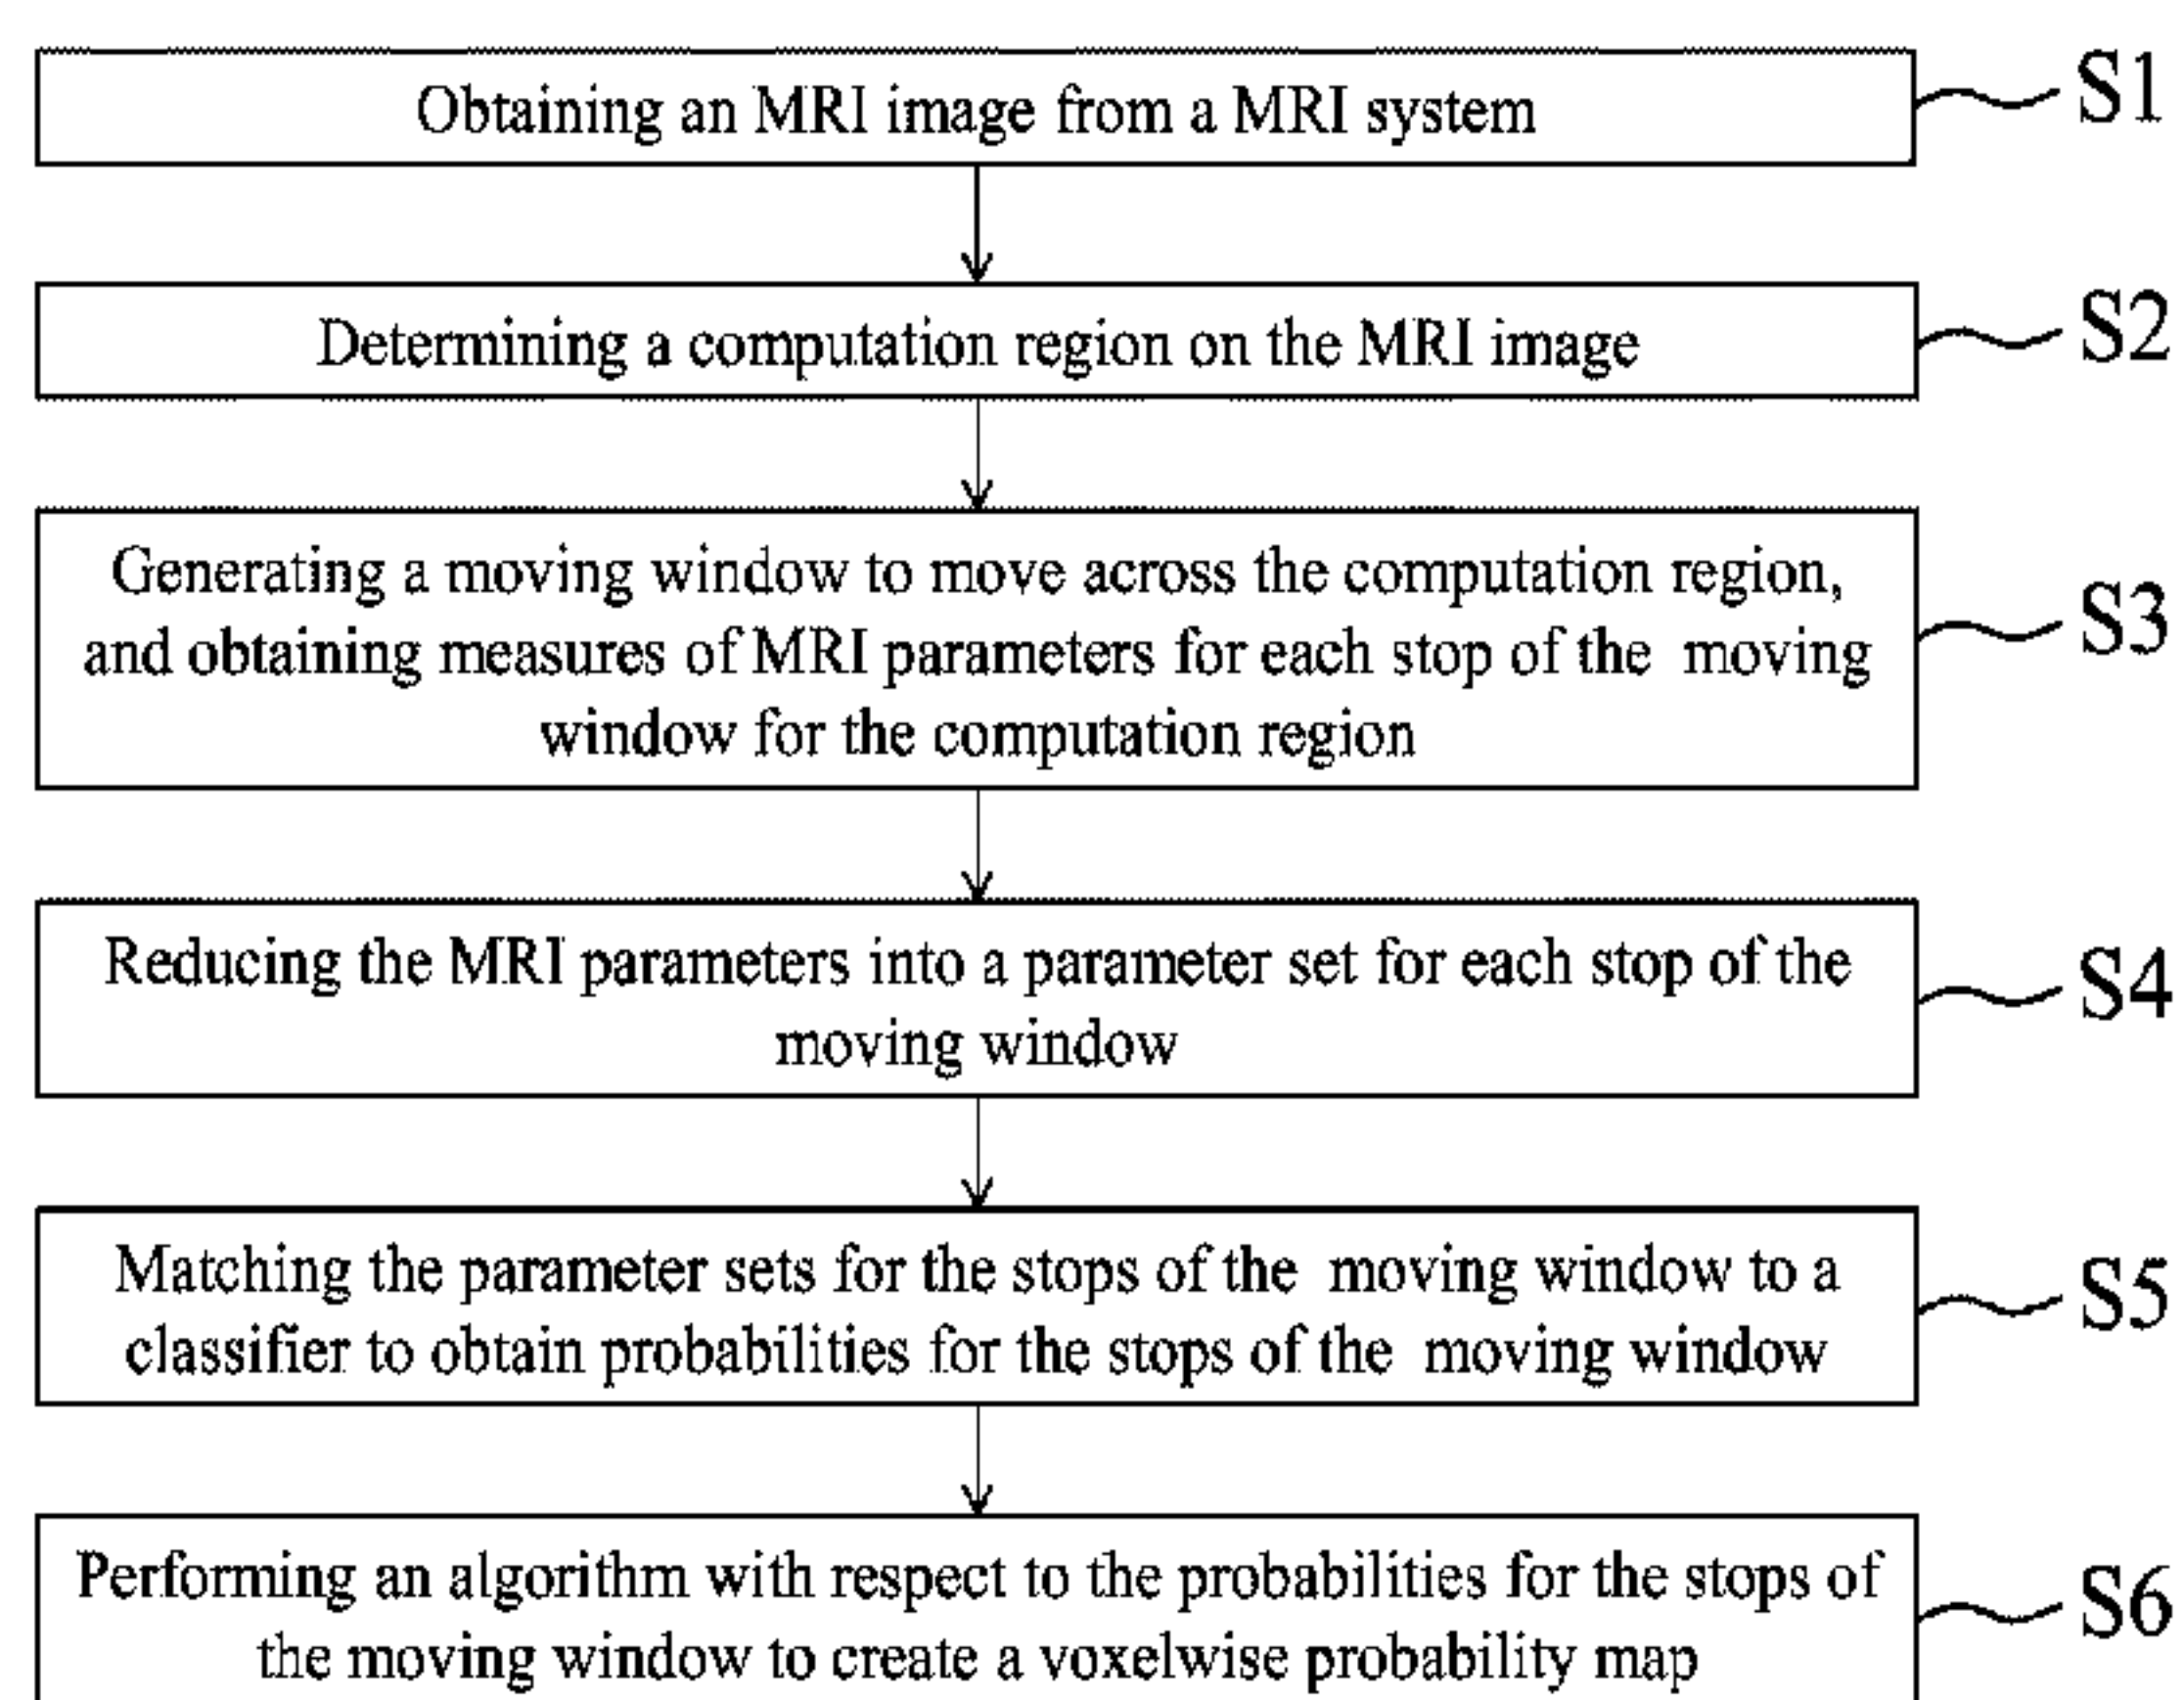 Obtaining an MRI image from a MRI system
S1
Determining a computation region on the MRI image
S2
Generating a moving window to move across the computation region,
and obtaining measures of MRI parameters for each stop of the moving
window for the computation region
S3
Reducing the MRI parameters into a parameter set for each stop of the
moving window
S4
Matching the parameter sets for the stops of the moving window to a
classifier to obtain probabilities for the stops of the moving window
S5
Performing an algorithm with respect to the probabilities for the stops of
the moving window to create a voxelwise probability map
S6